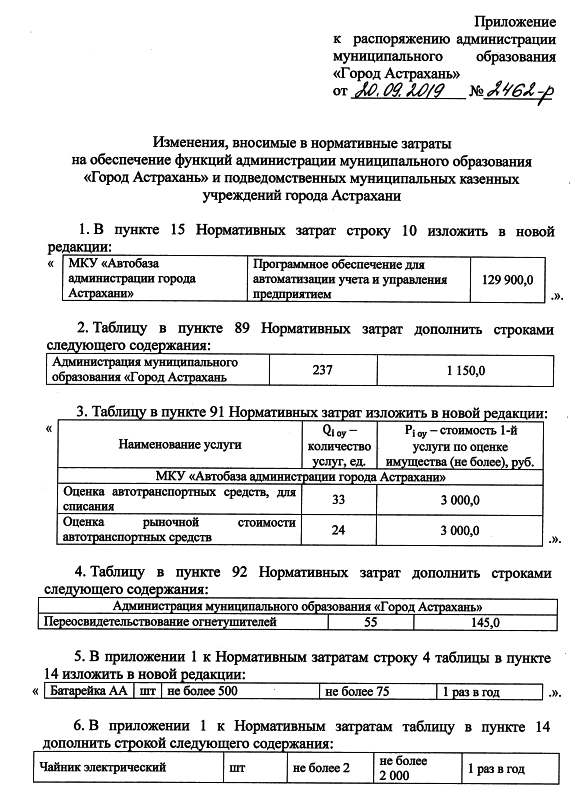 Приложение
к распоряжению администрации
муниципального образования
«Город Астрахань»
от 20.09.2019 № 2462-р
Изменения, вносимые в нормативные затраты
на обеспечение функций администрации муниципального образования
«Город Астрахань» и подведомственных муниципальных казенных
учреждений города Астрахани
1. В пункте 15 Нормативных затрат строку 10 изложить в новой
редакции:
« МКУ «Автобаза администрации города Астрахани» Программное обеспечение для автоматизации учета и управления предприятием 129 900,0 .».
2. Таблицу в пункте 89 Нормативных затрат дополнить строками
следующего содержания:
Администрация муниципального образования «Город Астрахань 237 1 150,0
3. Таблицу в пункте 91 Нормативных затрат изложить в новой редакции:
« Наименование услуги Qi оу – количество услуг, ед. Pi оу – стоимость 1-й услуги по оценке имущества (не более), руб.
МКУ «Автобаза администрации города Астрахани»
Оценка автотранспортных средств, для списания 33 3 000,0
Оценка рыночной стоимости автотранспортных средств 24 3 000,0 .».
4. Таблицу в пункте 92 Нормативных затрат дополнить строками
следующего содержания:
Администрация муниципального образования «Город Астрахань»
Переосвидетельствование огнетушителей 55 145,0
5. В приложении 1 к Нормативным затратам строку 4 таблицы в пункте
14 изложить в новой редакции:
« Батарейка АА шт не более 500 не более 75 1 раз в год .».
6. В приложении 1 к Нормативным затратам таблицу в пункте 14
дополнить строкой следующего содержания:
Чайник электрический шт не более 2 не более 2 000 1 раз в год